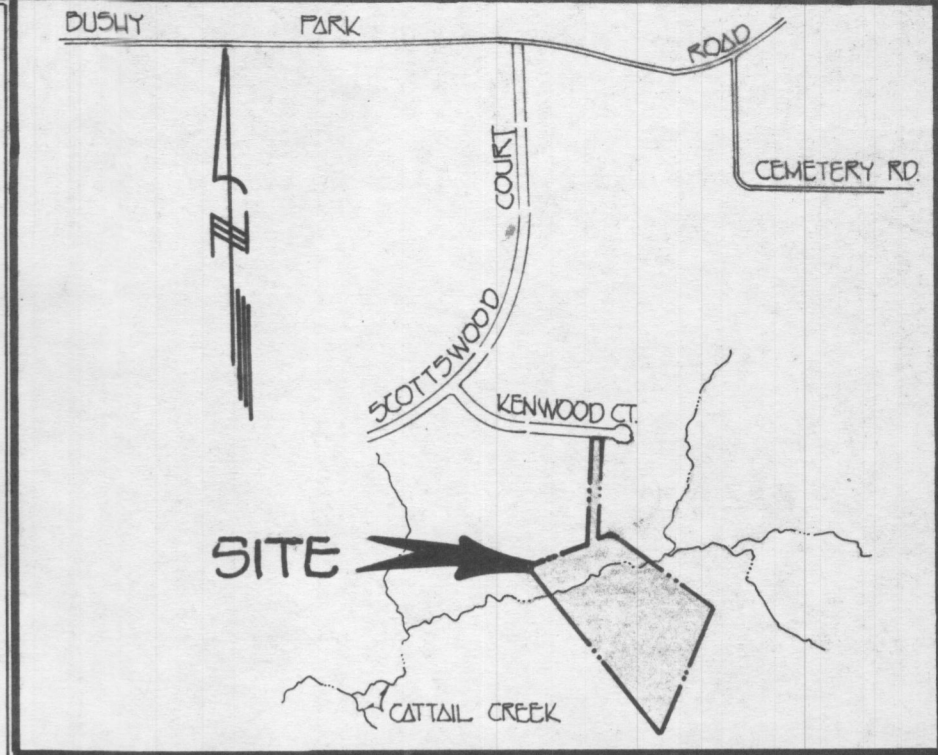 BUSHY PARK ROAD
CEMETERY RD.
SCOTTSWOOD COURT
N
KENWOOD CT.
SITE
CATTAIL CREEK